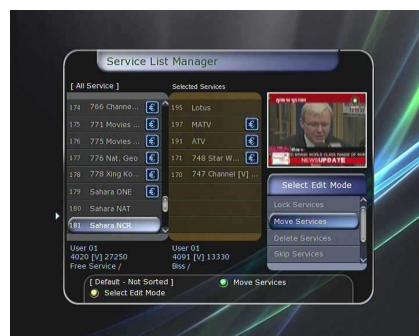 Service List Manager
[ All Service ]
Selected Services
174 766 Channe... €
175 771 Movies ... €
176 775 Movies ... €
177 776 Nat. Geo €
178 778 Xing Ko... €
179 Sahara ONE €
180 Sahara NAT
181 Sahara NCR
195 Lotus
197 MATV €
191 ATV €
171 748 Star W... €
170 747 Channel [V] ...
NEWSUPDATE
Select Edit Mode
Lock Services
Move Services
Delete Services
Skip Services
User 01
4020 [V] 27250
Free Service /
User 01
4091 [V] 13330
Biss /
[ Default - Not Sorted ]
Move Services
Select Edit Mode